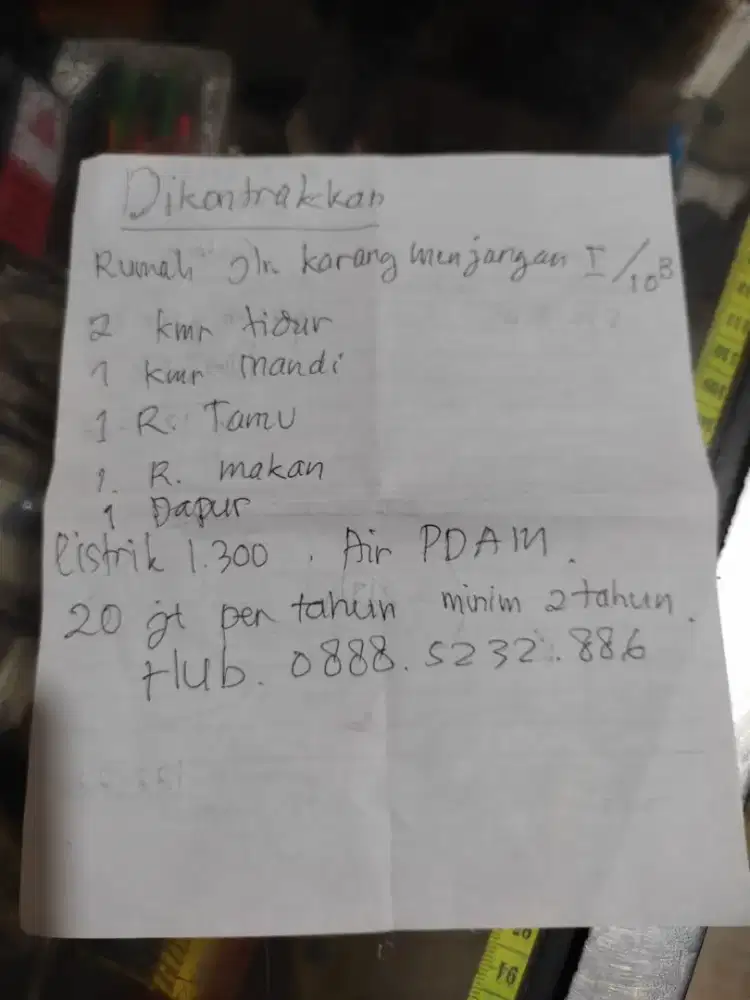 Dikontrakkan
Rumah Jln. karang menjangan I/10B
2 kmr tidur
1 kmr mandi
1 R. Tamu
1. R. makan
1 Dapur
listrik 1.300 . Air PDAM.
20 jt per tahun minim 2 tahun.
Hub. 0888.5232.886